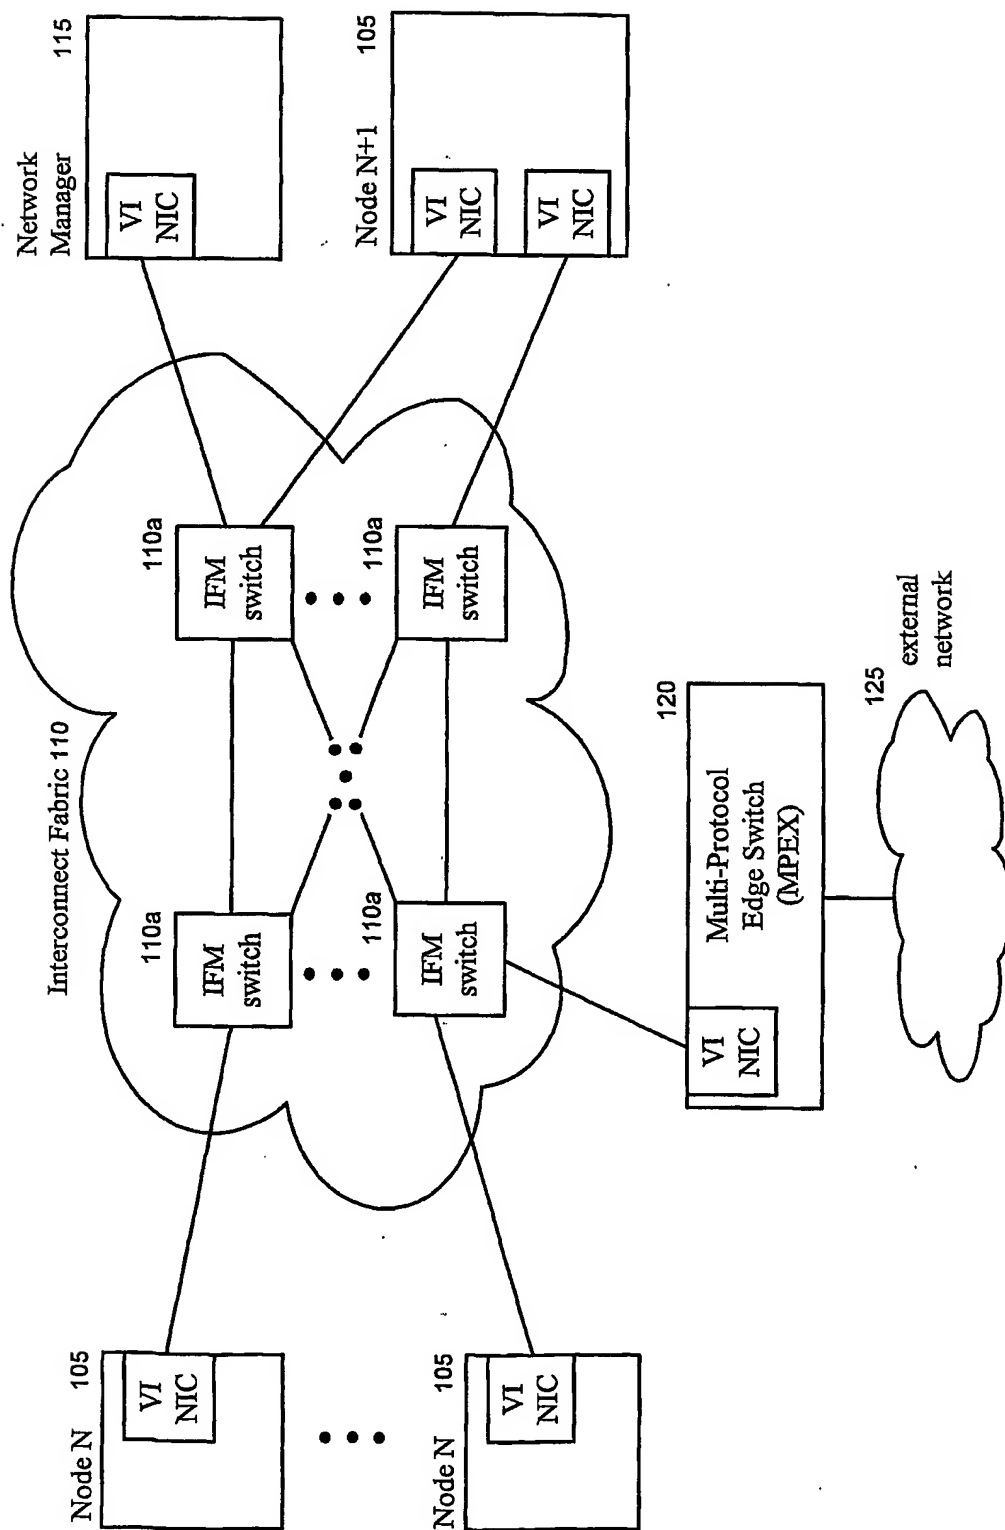 Network
Manager
115
VI
NIC
Node N+1
105
VI
NIC
VI
NIC
Interconnect Fabric 110
110a
IFM
switch
110a
IFM
switch
110a
IFM
switch
110a
IFM
switch
Node N
105
VI
NIC
Node N
105
VI
NIC
120
Multi-Protocol
Edge Switch
(MPEX)
VI
NIC
125
external
network